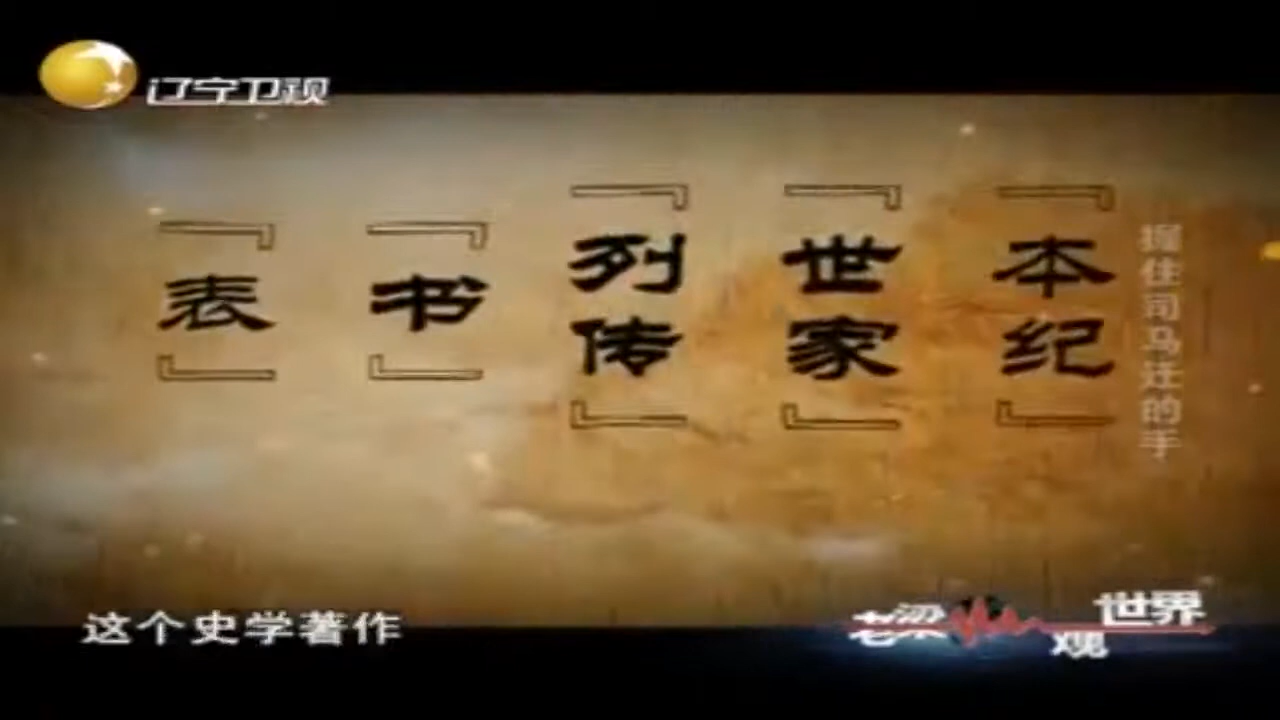 辽宁卫视
握住司马迁的手
本纪
世家
列传
书
表
这个史学著作
老梁
观
世界